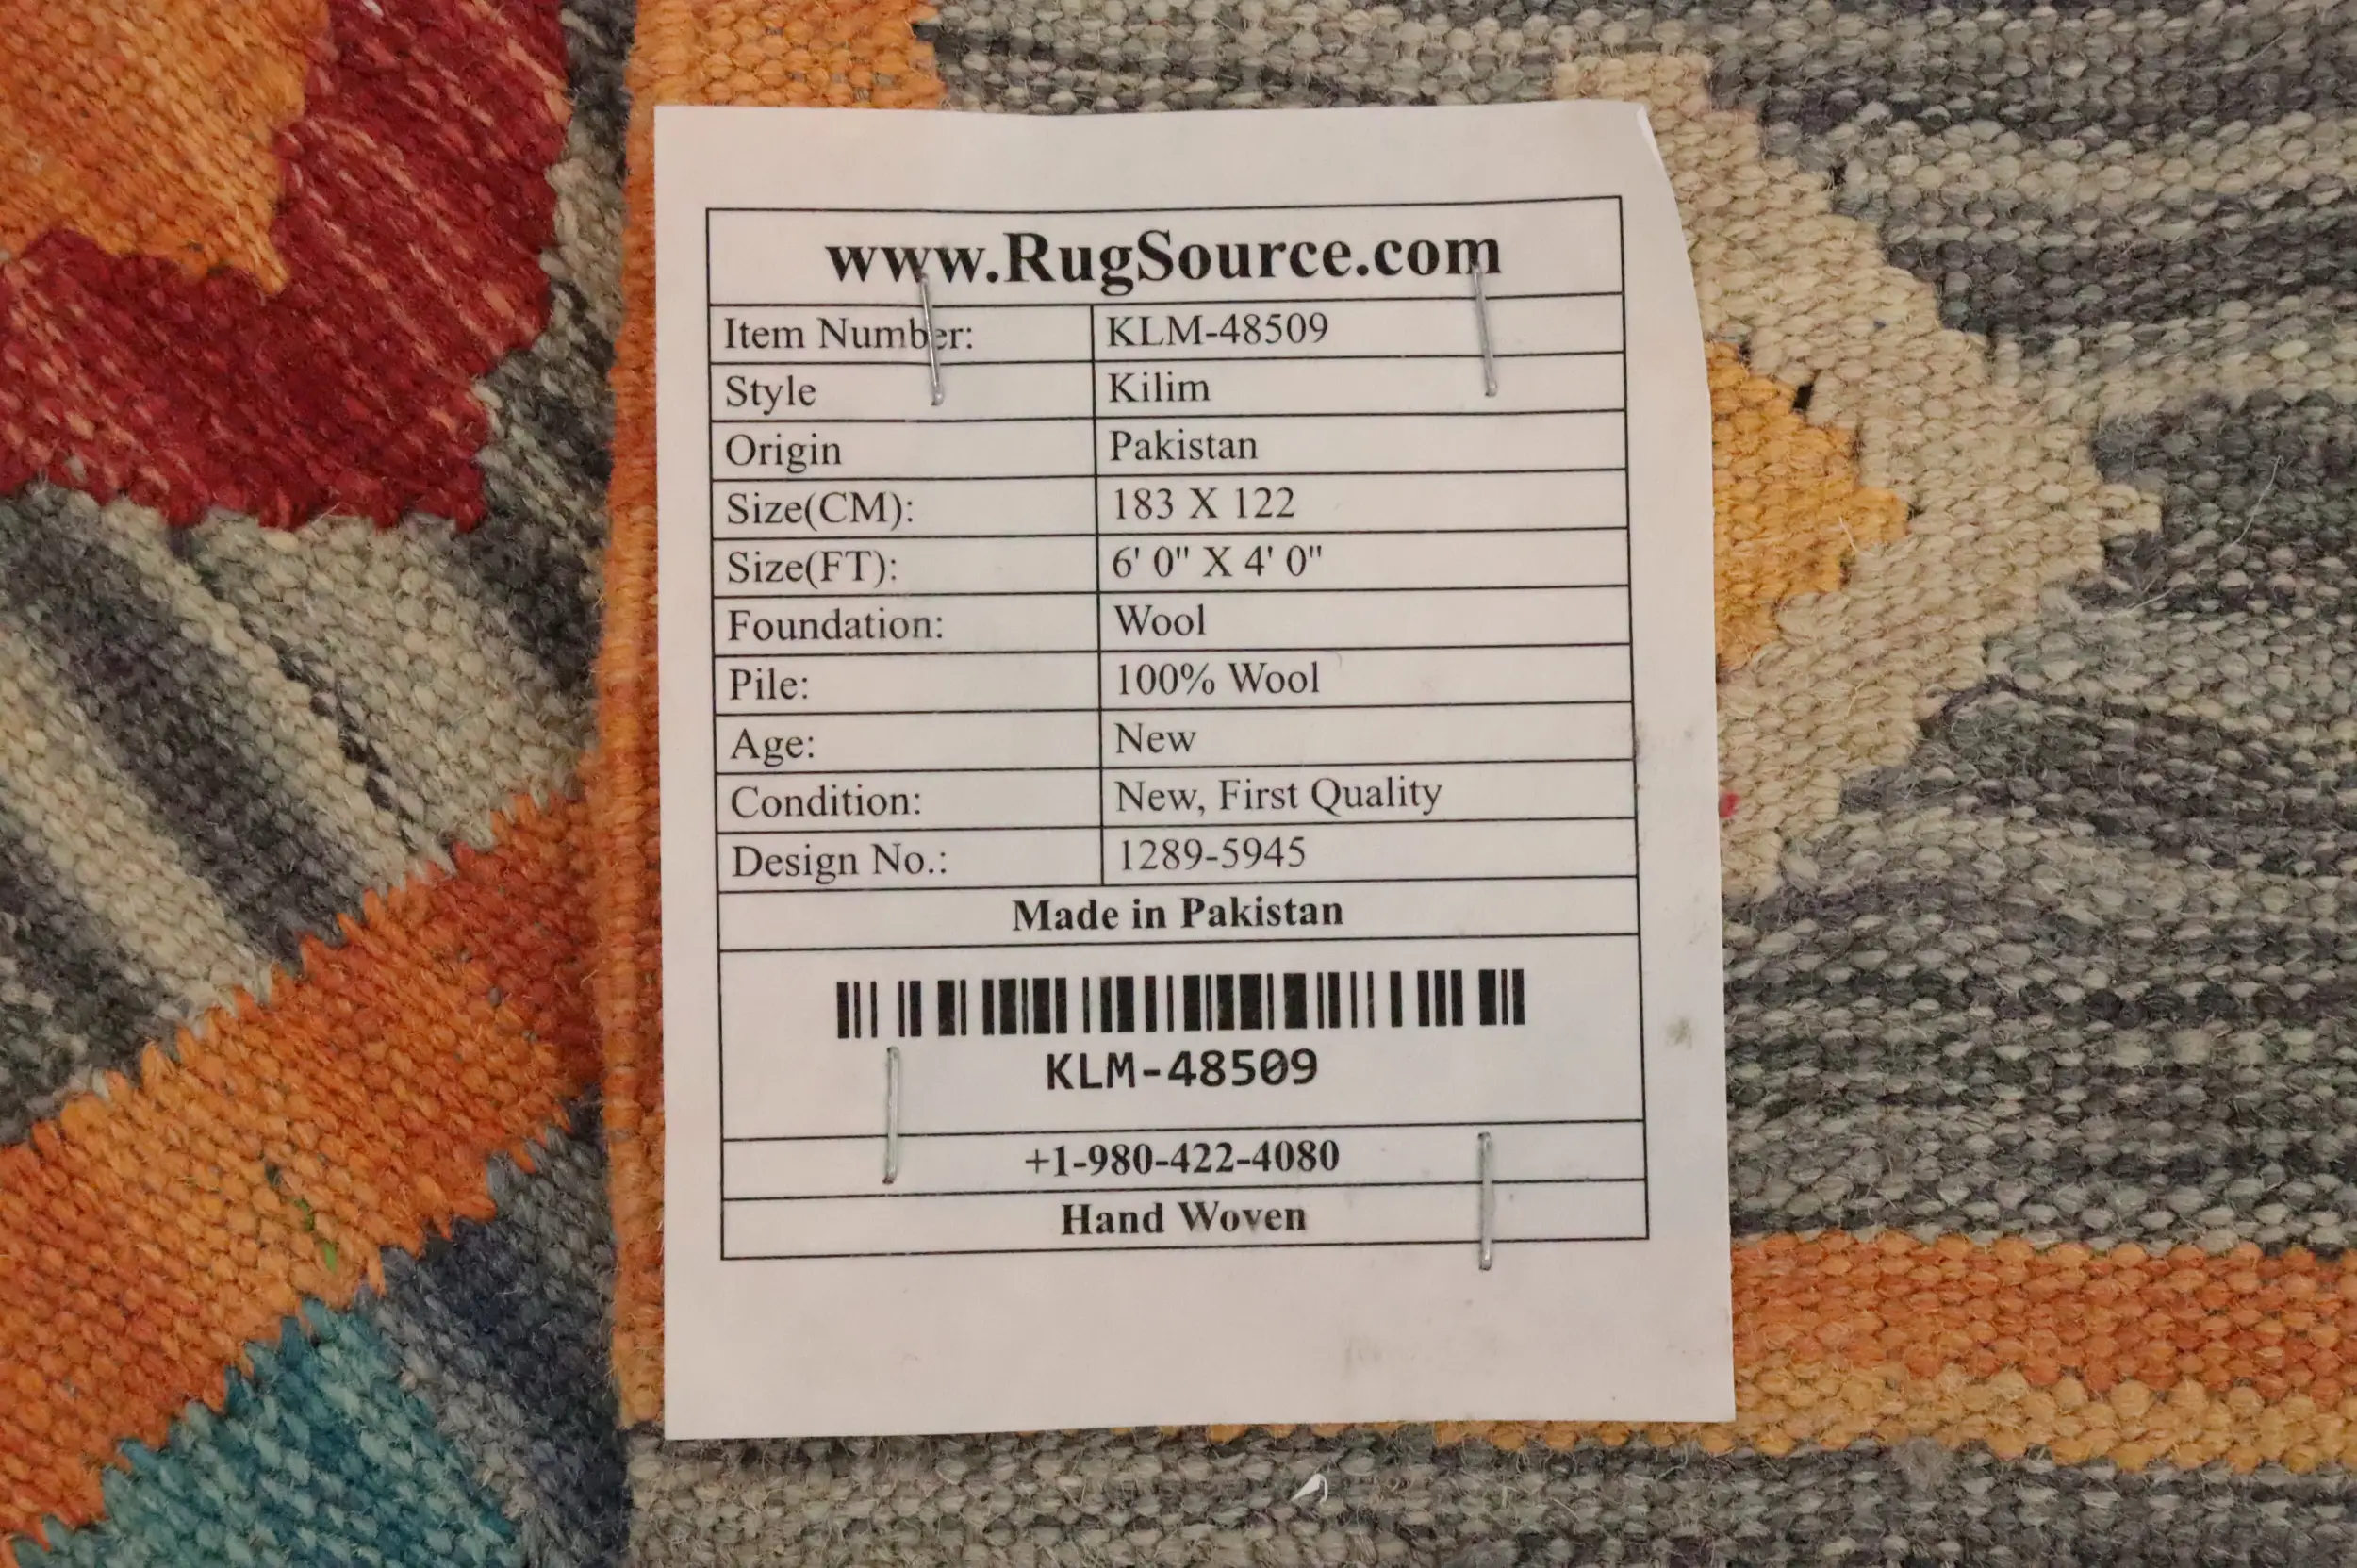 www.RugSource.com
Item Number: KLM-48509
Style Kilim
Origin Pakistan
Size(CM): 183 X 122
Size(FT): 6' 0" X 4' 0"
Foundation: Wool
Pile: 100% Wool
Age: New
Condition: New, First Quality
Design No.: 1289-5945
Made in Pakistan
KLM-48509
+1-980-422-4080
Hand Woven